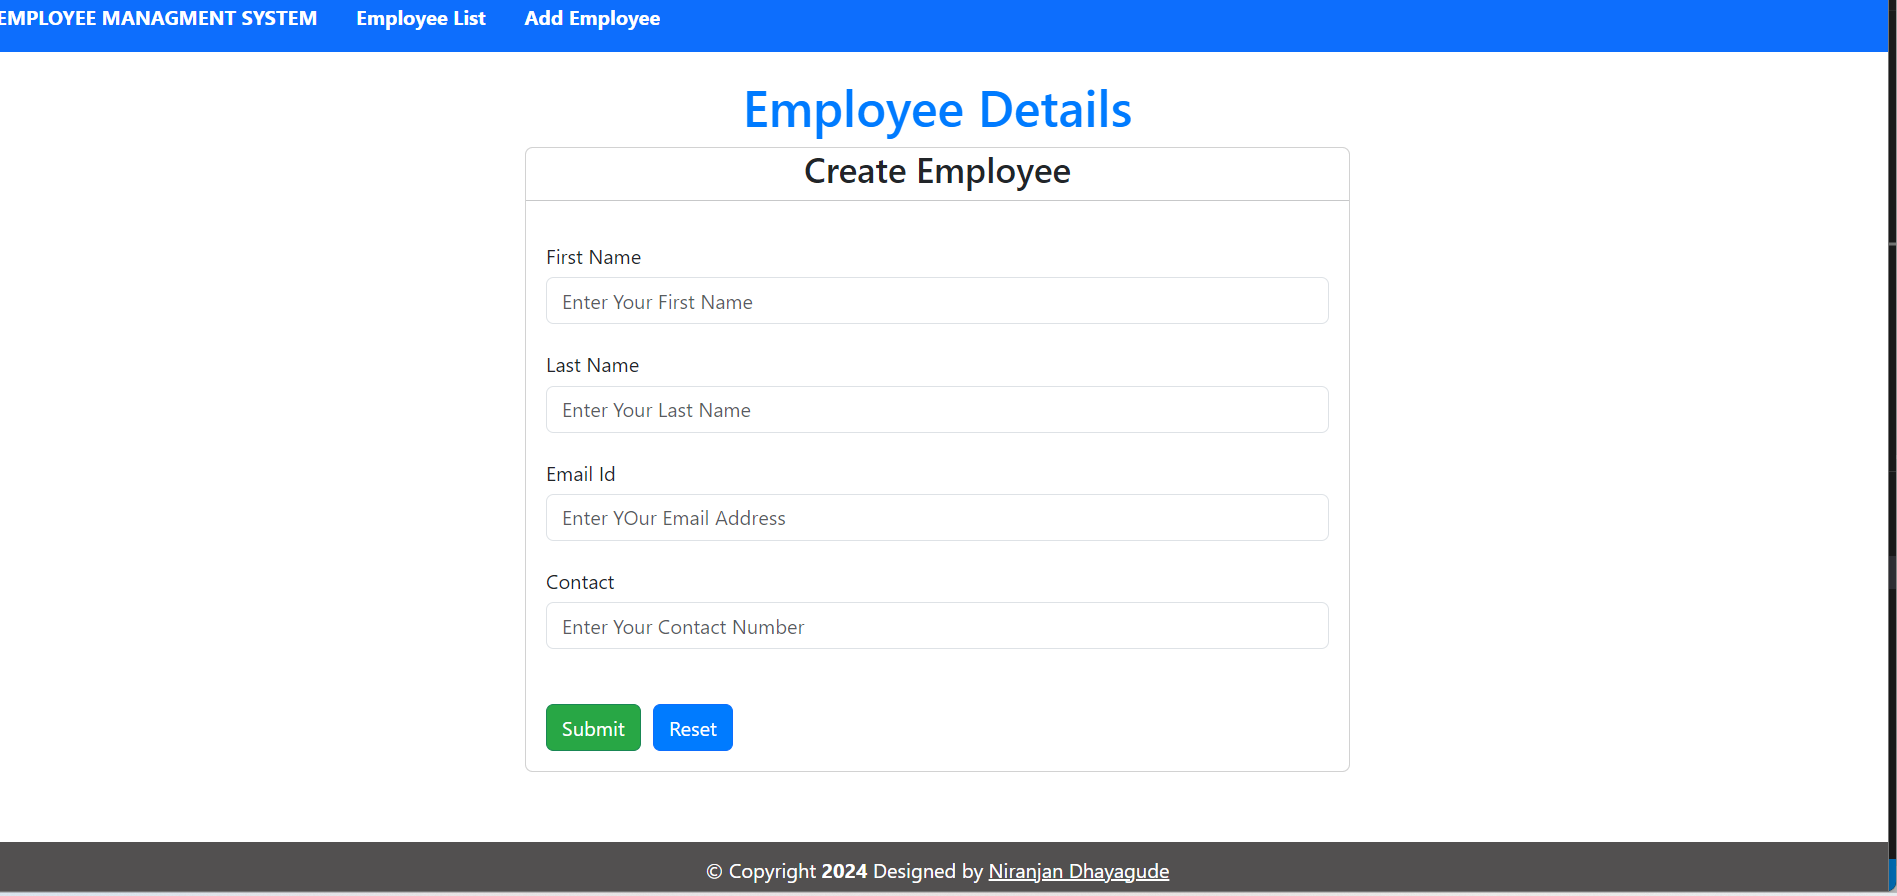 EMPLOYEE MANAGMENT SYSTEM Employee List Add Employee
Employee Details
Create Employee
First Name
Enter Your First Name
Last Name
Enter Your Last Name
Email Id
Enter YOur Email Address
Contact
Enter Your Contact Number
Submit Reset
© Copyright 2024 Designed by Niranjan Dhayagude